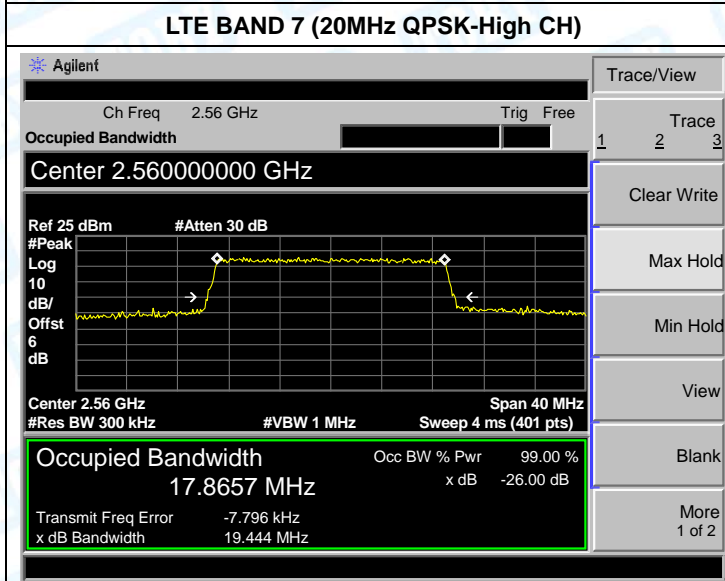 LTE BAND 7 (20MHz QPSK-High CH)
Agilent
Trace/View
Ch Freq 2.56 GHz Trig Free
Occupied Bandwidth
Trace
1 2 3
Center 2.560000000 GHz
Clear Write
Ref 25 dBm #Atten 30 dB
#Peak
Log
10
dB/
Offst
6
dB
Max Hold
Min Hold
View
Center 2.56 GHz Span 40 MHz
#Res BW 300 kHz #VBW 1 MHz Sweep 4 ms (401 pts)
Occupied Bandwidth Occ BW % Pwr 99.00 %
17.8657 MHz x dB -26.00 dB
Blank
Transmit Freq Error -7.796 kHz
x dB Bandwidth 19.444 MHz
More
1 of 2